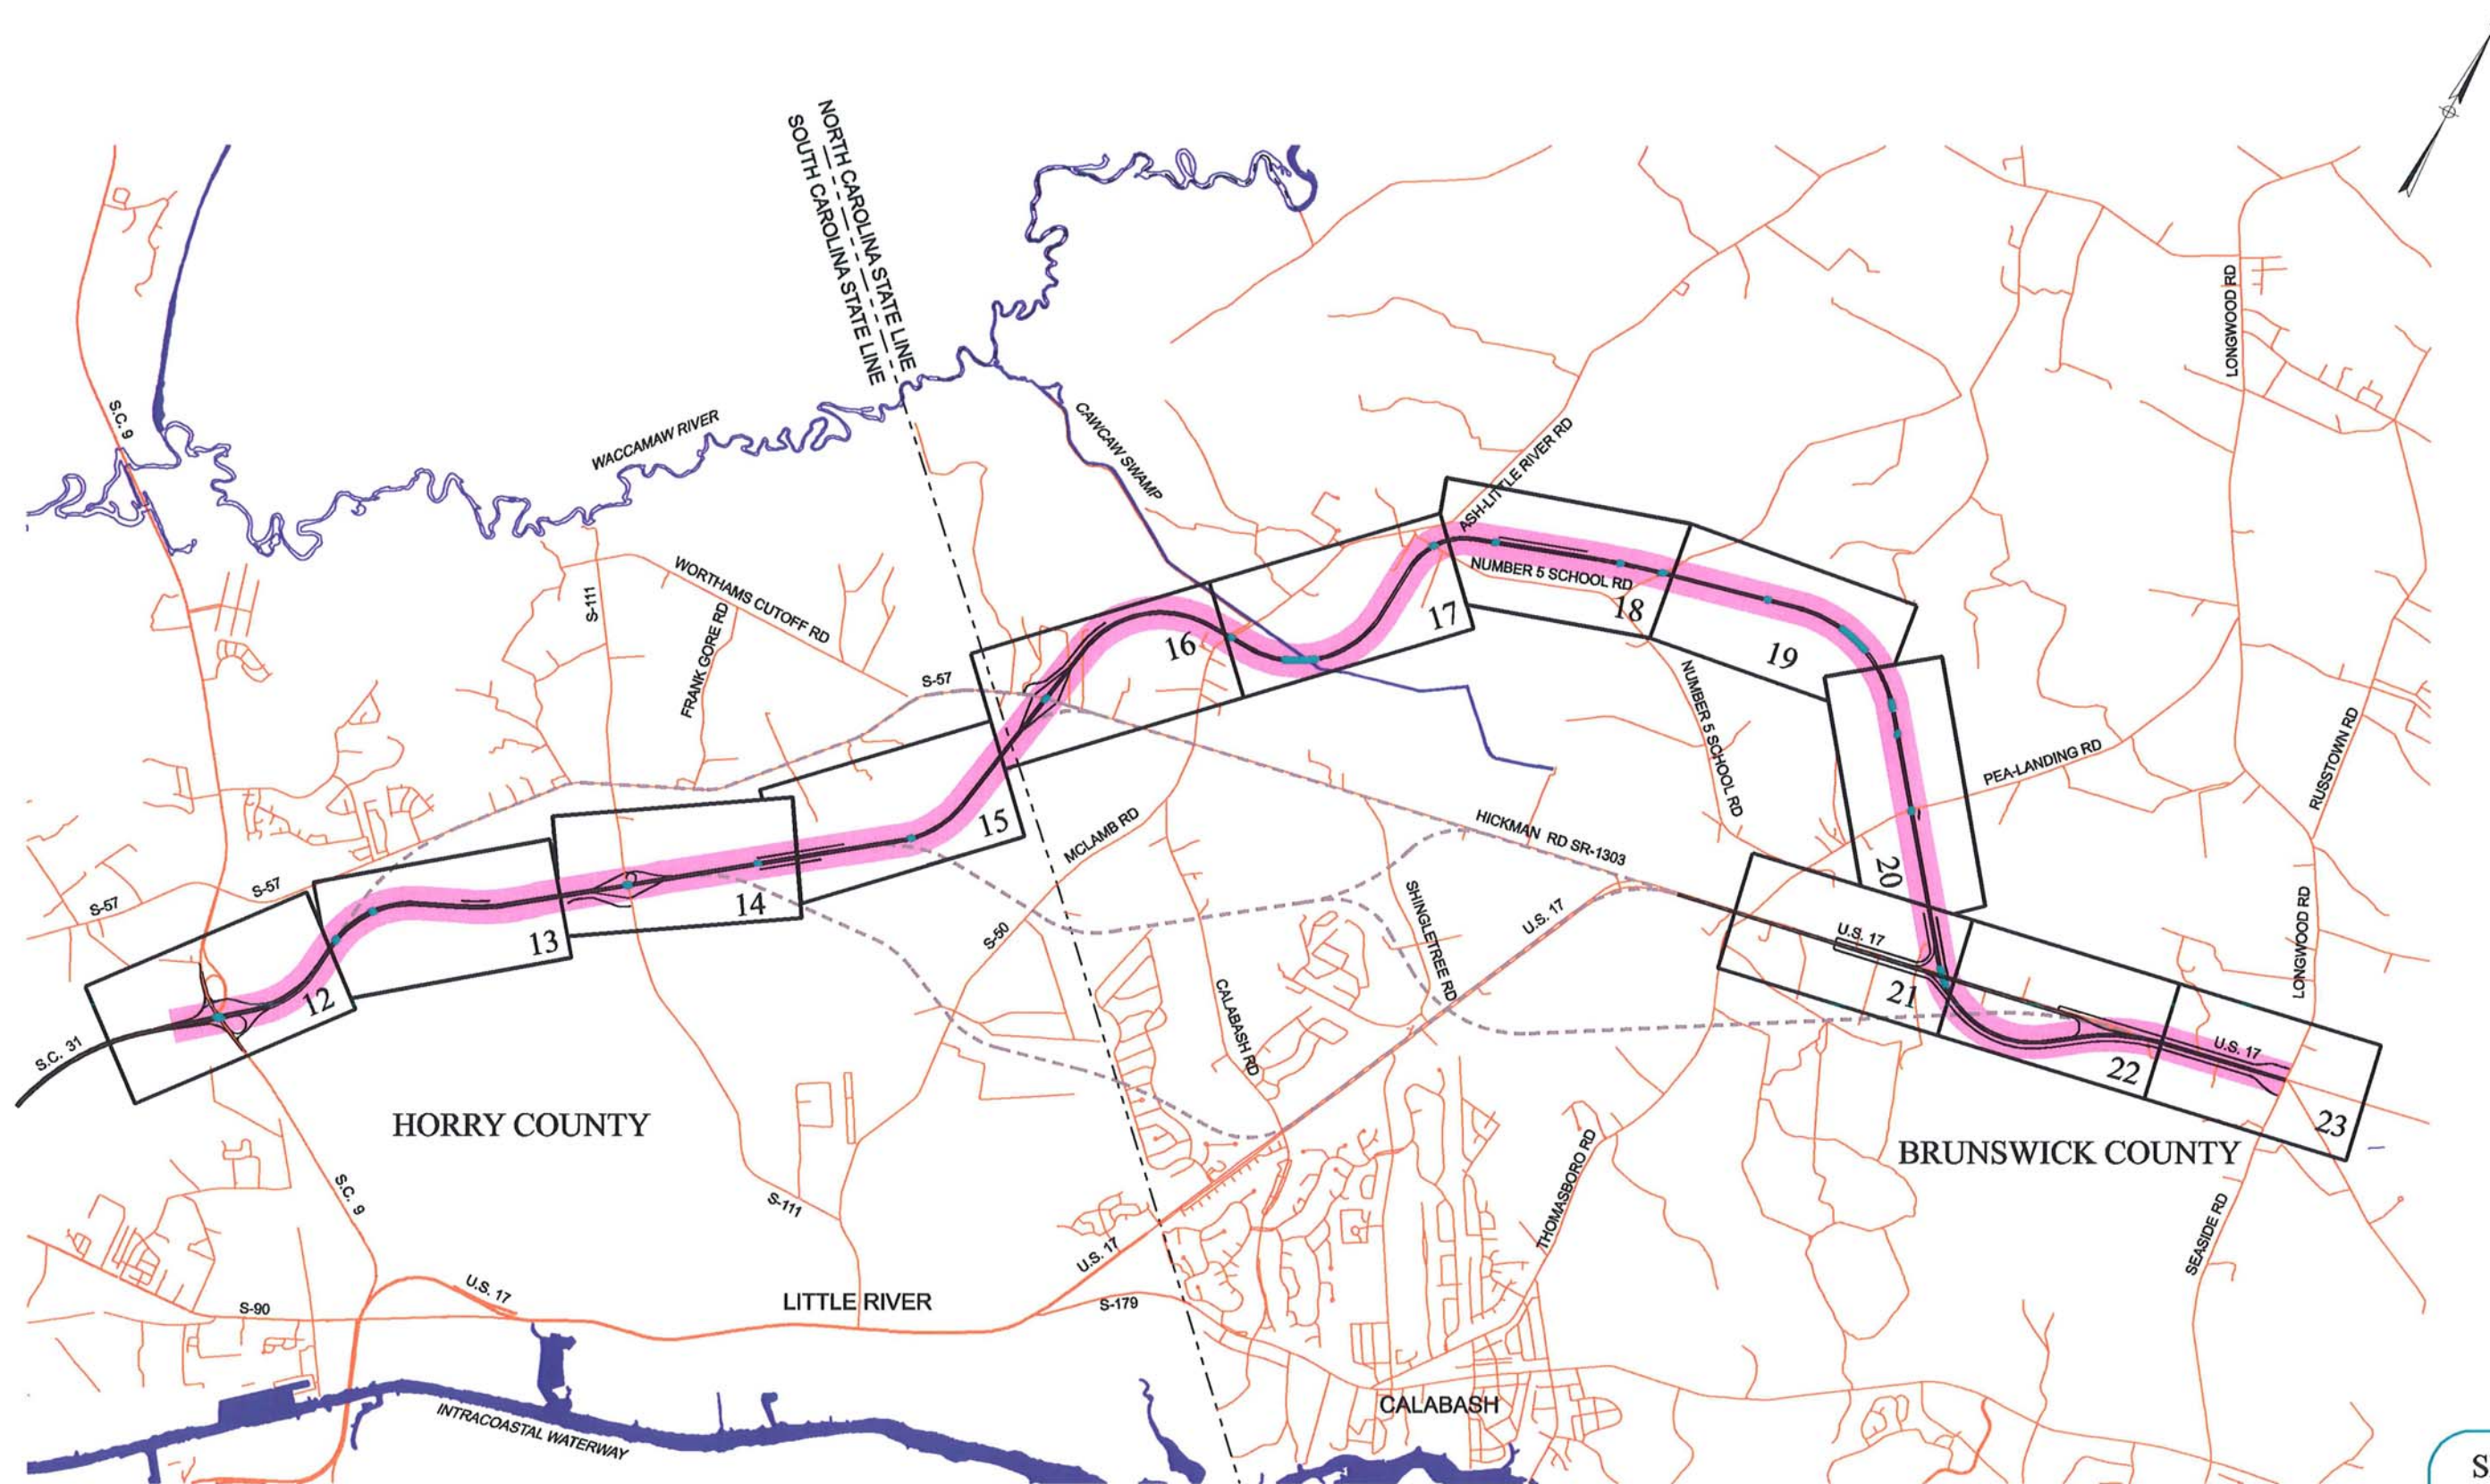 NORTH CAROLINA STATE LINE
SOUTH CAROLINA STATE LINE
LONGWOOD RD
S.C. 9
WACCAMAW RIVER
CAWCAW SWAMP
ASH-LITTLE RIVER RD
WORTHAMS CUTOFF RD
S-111
FRANK GORE RD
NUMBER 5 SCHOOL RD
18
17
16
19
S-57
NUMBER 5 SCHOOL RD
RUSSTOWN RD
PEA-LANDING RD
15
MCLAMB RD
HICKMAN RD SR-1303
20
S-57
S-57
14
13
SHINGLETREE RD
U.S. 17
U.S. 17
S-50
LONGWOOD RD
12
21
CALABASH RD
S.C. 31
U.S. 17
22
23
HORRY COUNTY
BRUNSWICK COUNTY
S.C. 9
S-111
THOMASBORO RD
SEASIDE RD
U.S. 17
U.S. 17
S-90
LITTLE RIVER
S-179
CALABASH
INTRACOASTAL WATERWAY
S